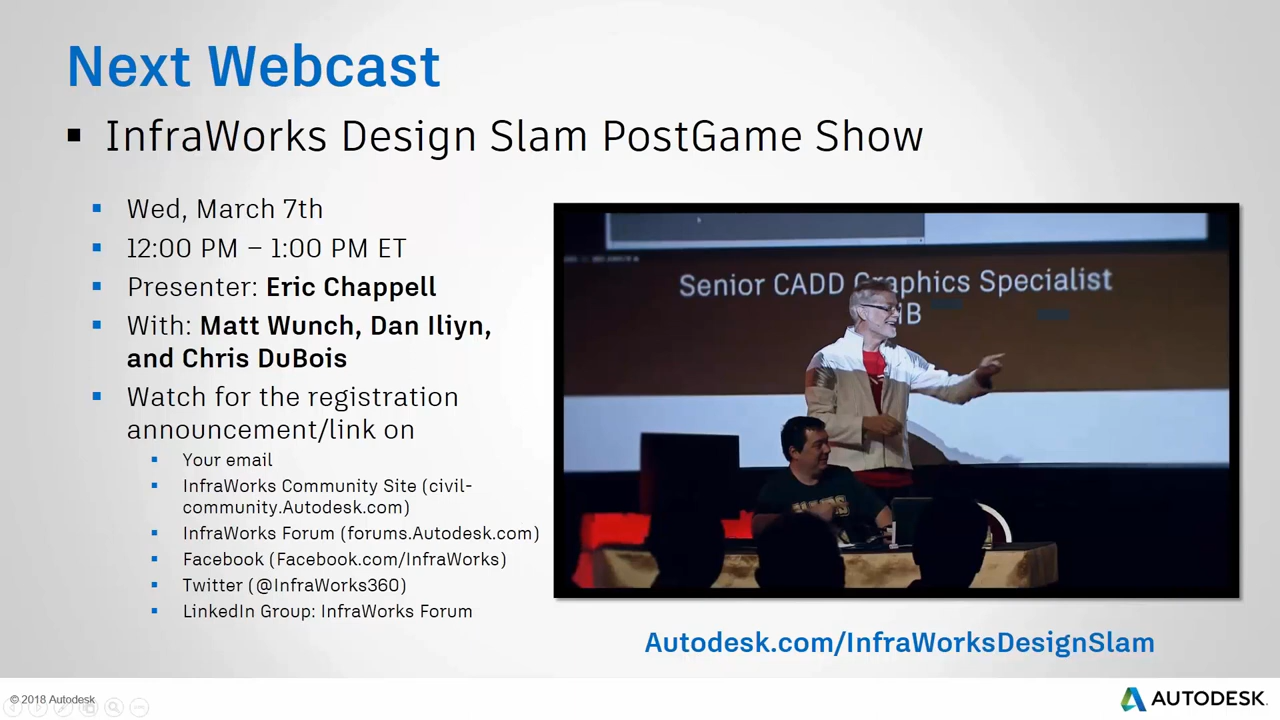 Next Webcast
InfraWorks Design Slam PostGame Show
Wed, March 7th
12:00 PM – 1:00 PM ET
Presenter: Eric Chappell
With: Matt Wunch, Dan Iliyn,
and Chris DuBois
Watch for the registration
announcement/link on
Your email
InfraWorks Community Site (civil-
community.Autodesk.com)
InfraWorks Forum (forums.Autodesk.com)
Facebook (Facebook.com/InfraWorks)
Twitter (@InfraWorks360)
LinkedIn Group: InfraWorks Forum
Senior CADD Graphics Specialist
Autodesk.com/InfraWorksDesignSlam
© 2018 Autodesk
AUTODESK.